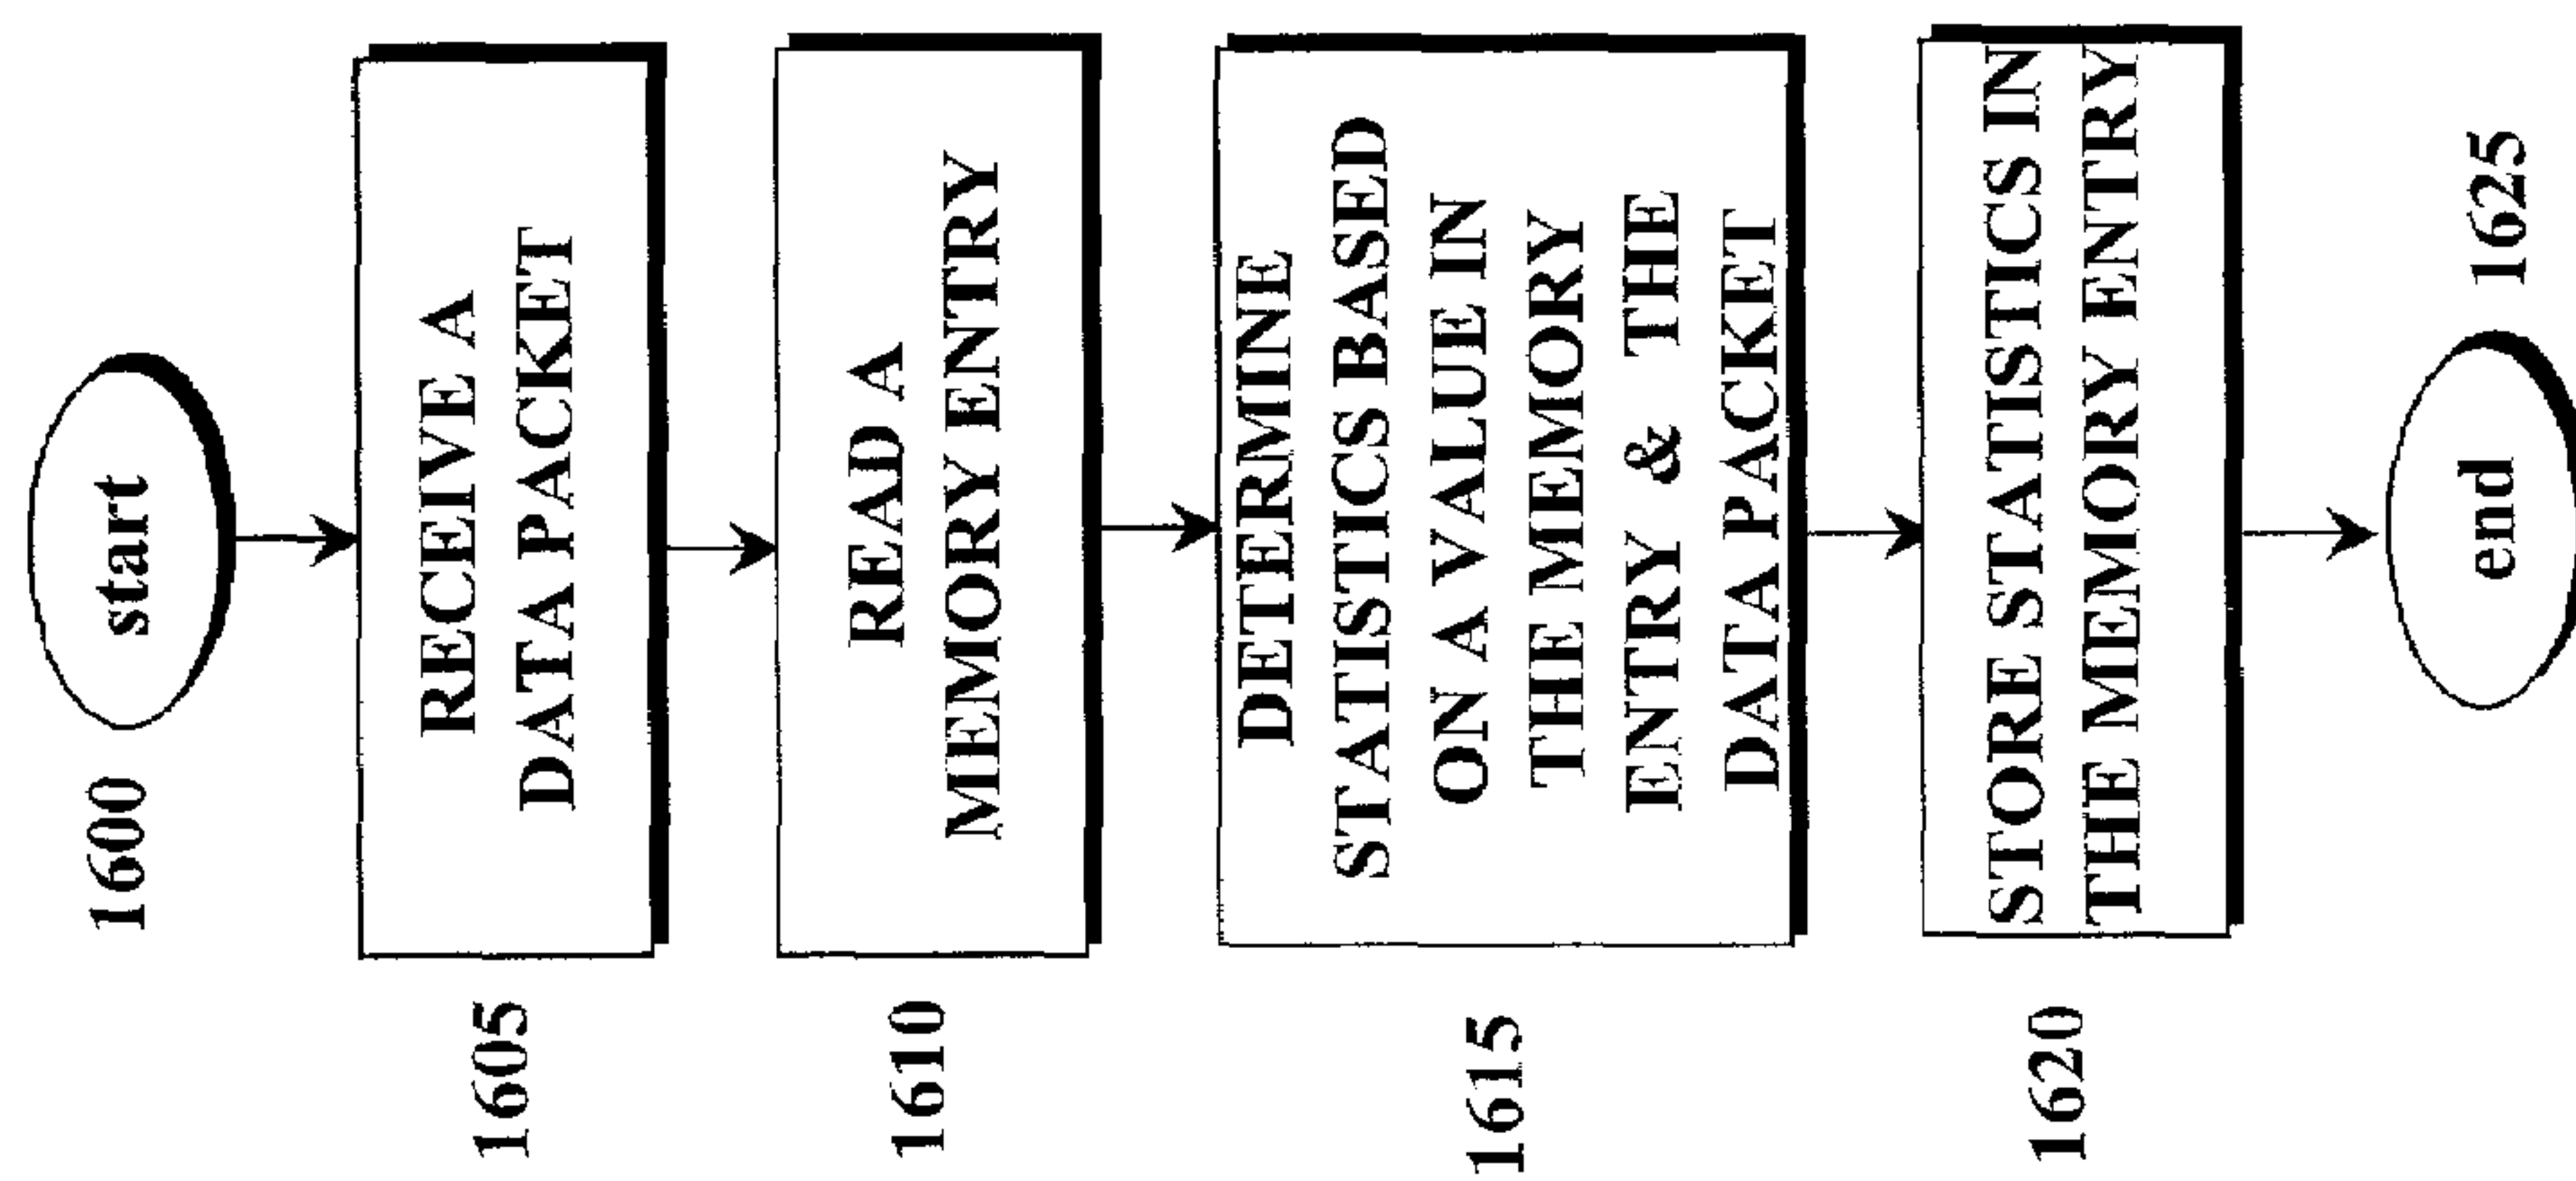 start
1600
RECEIVE A
DATA PACKET
1605
READ A
MEMORY ENTRY
1610
DETERMINE
STATISTICS BASED
ON A VALUE IN
THE MEMORY
ENTRY & THE
DATA PACKET
1615
STORE STATISTICS IN
THE MEMORY ENTRY
1620
end
1625